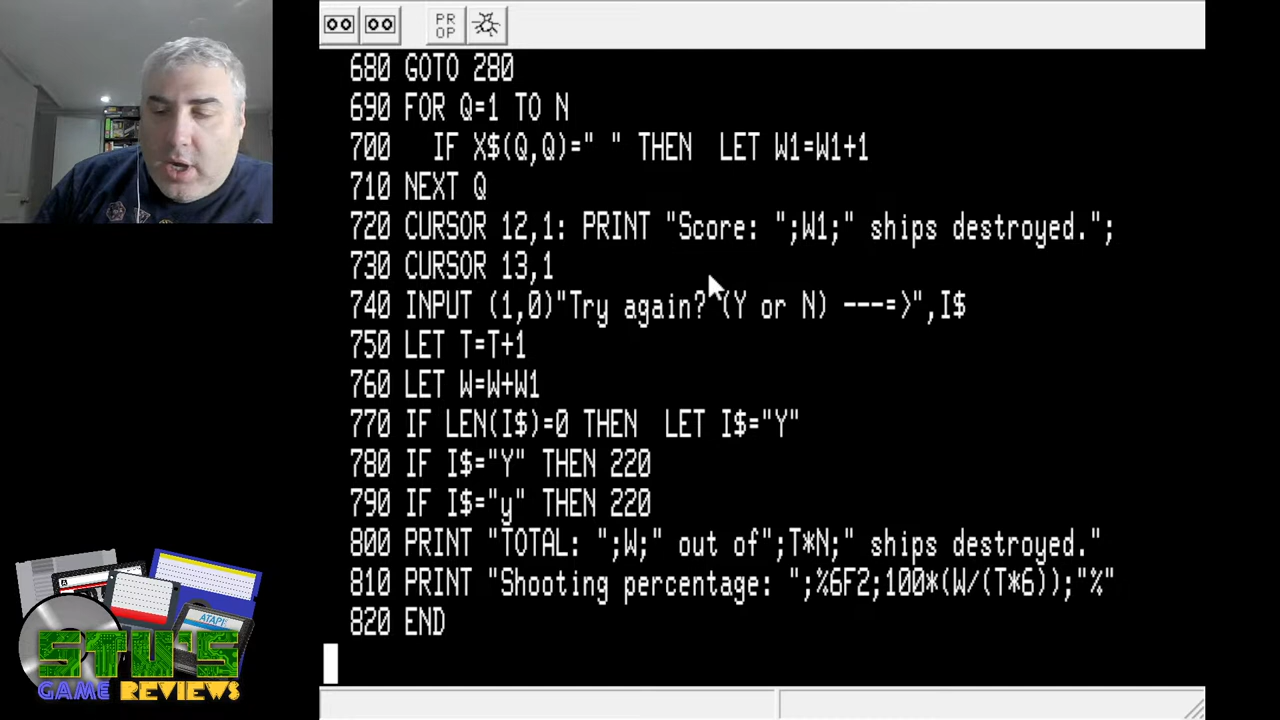 PR
OP
680 GOTO 280
690 FOR Q=1 TO N
700   IF X$(Q,Q)=" " THEN  LET W1=W1+1
710 NEXT Q
720 CURSOR 12,1: PRINT "Score: ";W1;" ships destroyed.";
730 CURSOR 13,1
740 INPUT (1,0)"Try again? (Y or N) ---=>",I$
750 LET T=T+1
760 LET W=W+W1
770 IF LEN(I$)=0 THEN  LET I$="Y"
780 IF I$="Y" THEN 220
790 IF I$="y" THEN 220
800 PRINT "TOTAL: ";W;" out of";T*N;" ships destroyed."
810 PRINT "Shooting percentage: ";%6F2;100*(W/(T*6));"%"
820 END
ATAPE
STU'S
GAME REVIEWS